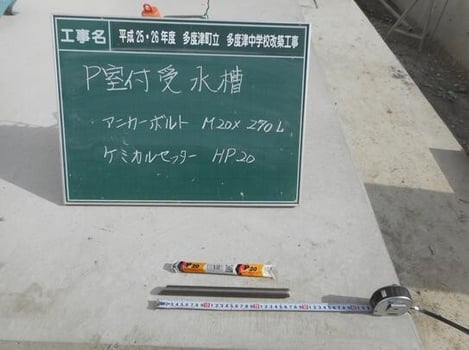 工事名 平成25・26年度 多度津町立 多度津中学校改築工事
P室付受水槽
アンカーボルト M20×270L
ケミカルセッター HP20
P20